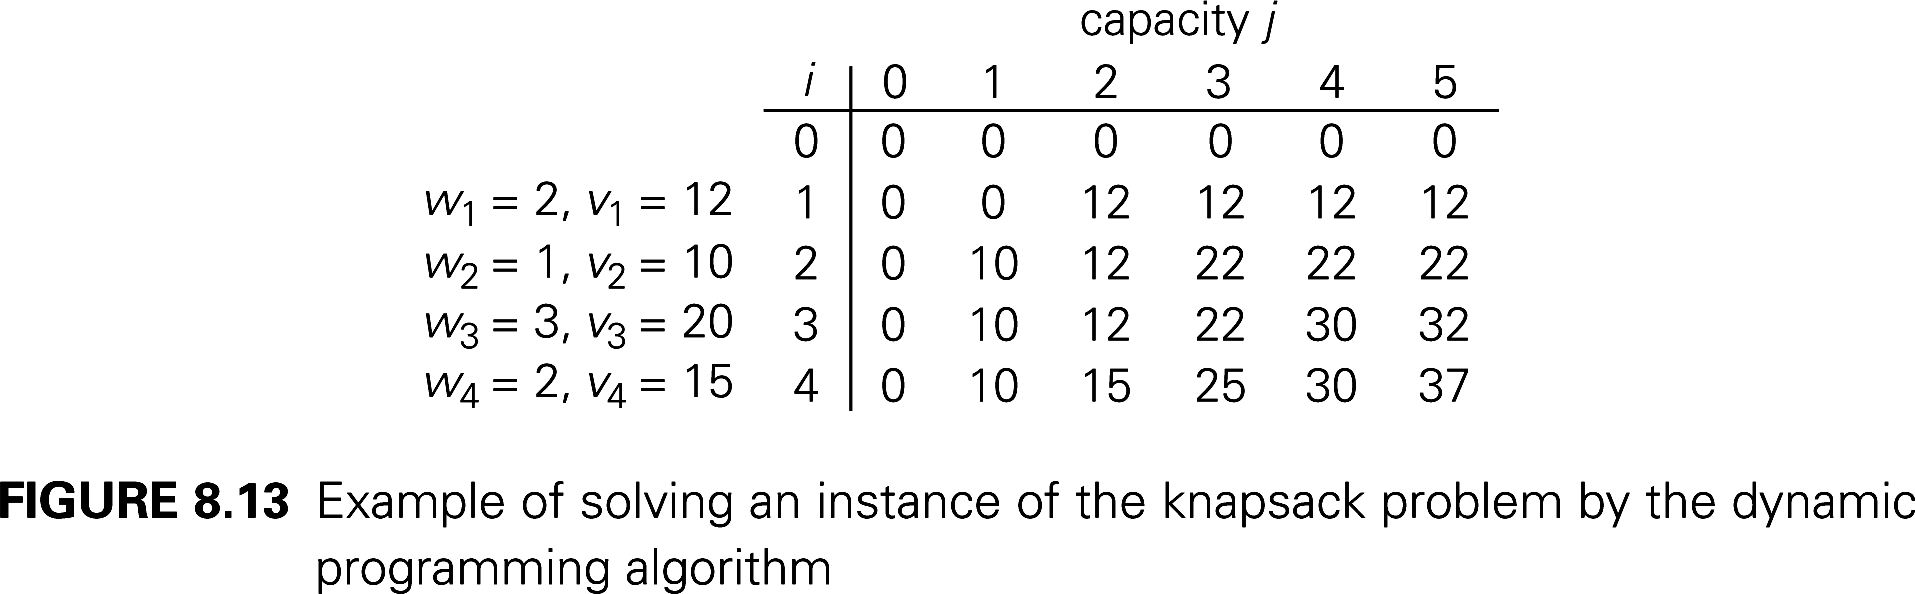 capacity j
i 0 1 2 3 4 5
0 0 0 0 0 0 0
w1 = 2, v1 = 12 1 0 0 12 12 12 12
w2 = 1, v2 = 10 2 0 10 12 22 22 22
w3 = 3, v3 = 20 3 0 10 12 22 30 32
w4 = 2, v4 = 15 4 0 10 15 25 30 37
FIGURE 8.13 Example of solving an instance of the knapsack problem by the dynamic
programming algorithm